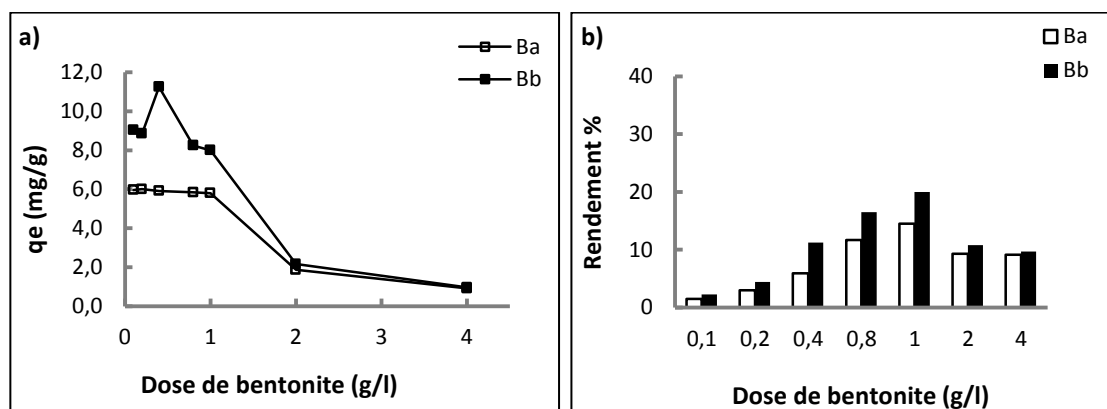 a)
Ba
Bb
12,0
10,0
8,0
6,0
4,0
2,0
0,0
qe (mg/g)
0 1 2 3 4
Dose de bentonite (g/l)
b)
Ba
Bb
40
30
20
10
0
Rendement %
0,1 0,2 0,4 0,8 1 2 4
Dose de bentonite (g/l)